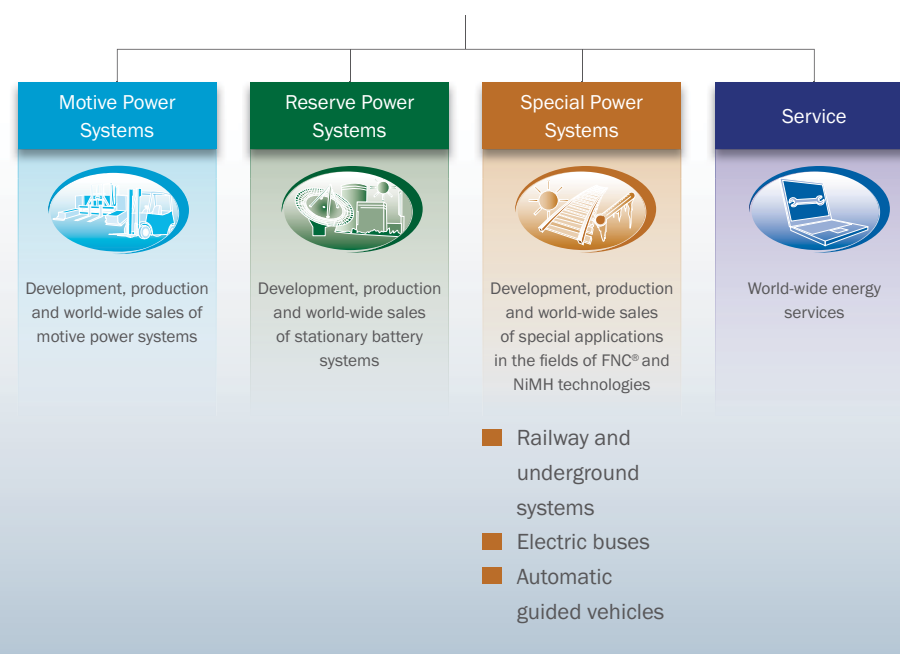 Motive Power
Systems
Reserve Power
Systems
Special Power
Systems
Service
Development, production
and world-wide sales of
motive power systems
Development, production
and world-wide sales
of stationary battery
systems
Development, production
and world-wide sales
of special applications
in the fields of FNC® and
NiMH technologies
World-wide energy
services
Railway and
underground
systems
Electric buses
Automatic
guided vehicles